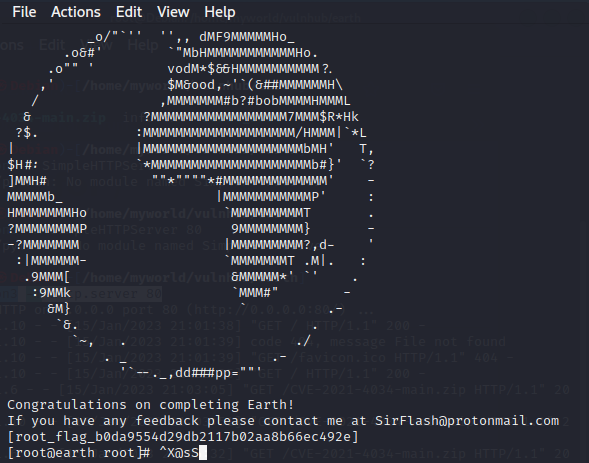 File Actions Edit View Help
              _o/"`''  '',, dMF9MMMMMHo_
           .o&#'        `"MbHMMMMMMMMMMMHo.
         .o"" '         vodM*$&&HMMMMMMMMMM?.
        ,'              $M&ood,~'`(&##MMMMMMH\
       /               ,MMMMMMM#b?#bobMMMMHMMML
      &              ?MMMMMMMMMMMMMMMMM7MMM$R*Hk
     ?$.            :MMMMMMMMMMMMMMMMMMM/HMMM|`*L
    |               |MMMMMMMMMMMMMMMMMMMMbMH'   T,
    $H#:            `*MMMMMMMMMMMMMMMMMMMMb#}'  `?
    ]MMH#             ""*""""*#MMMMMMMMMMMMM'    -
    MMMMMb_                   |MMMMMMMMMMMP'     :
    HMMMMMMMHo                 `MMMMMMMMMT       .
    ?MMMMMMMMP                  9MMMMMMMM}       -
    -?MMMMMMM                  |MMMMMMMMM?,d-    '
     :|MMMMMM-                 `MMMMMMMT .M|.   :
      .9MMM[                    &MMMMM*' `'    .
       :9MMk                    `MMM#"        -
         &M}                     `          .-
          `&.                             .
            `~,   .                     ./
                . _                  .-
                  '`--._,dd###pp=""'
Congratulations on completing Earth!
If you have any feedback please contact me at SirFlash@protonmail.com
[root_flag_b0da9554d29db2117b02aa8b66ec492e]
[root@earth root]# ^X@sS